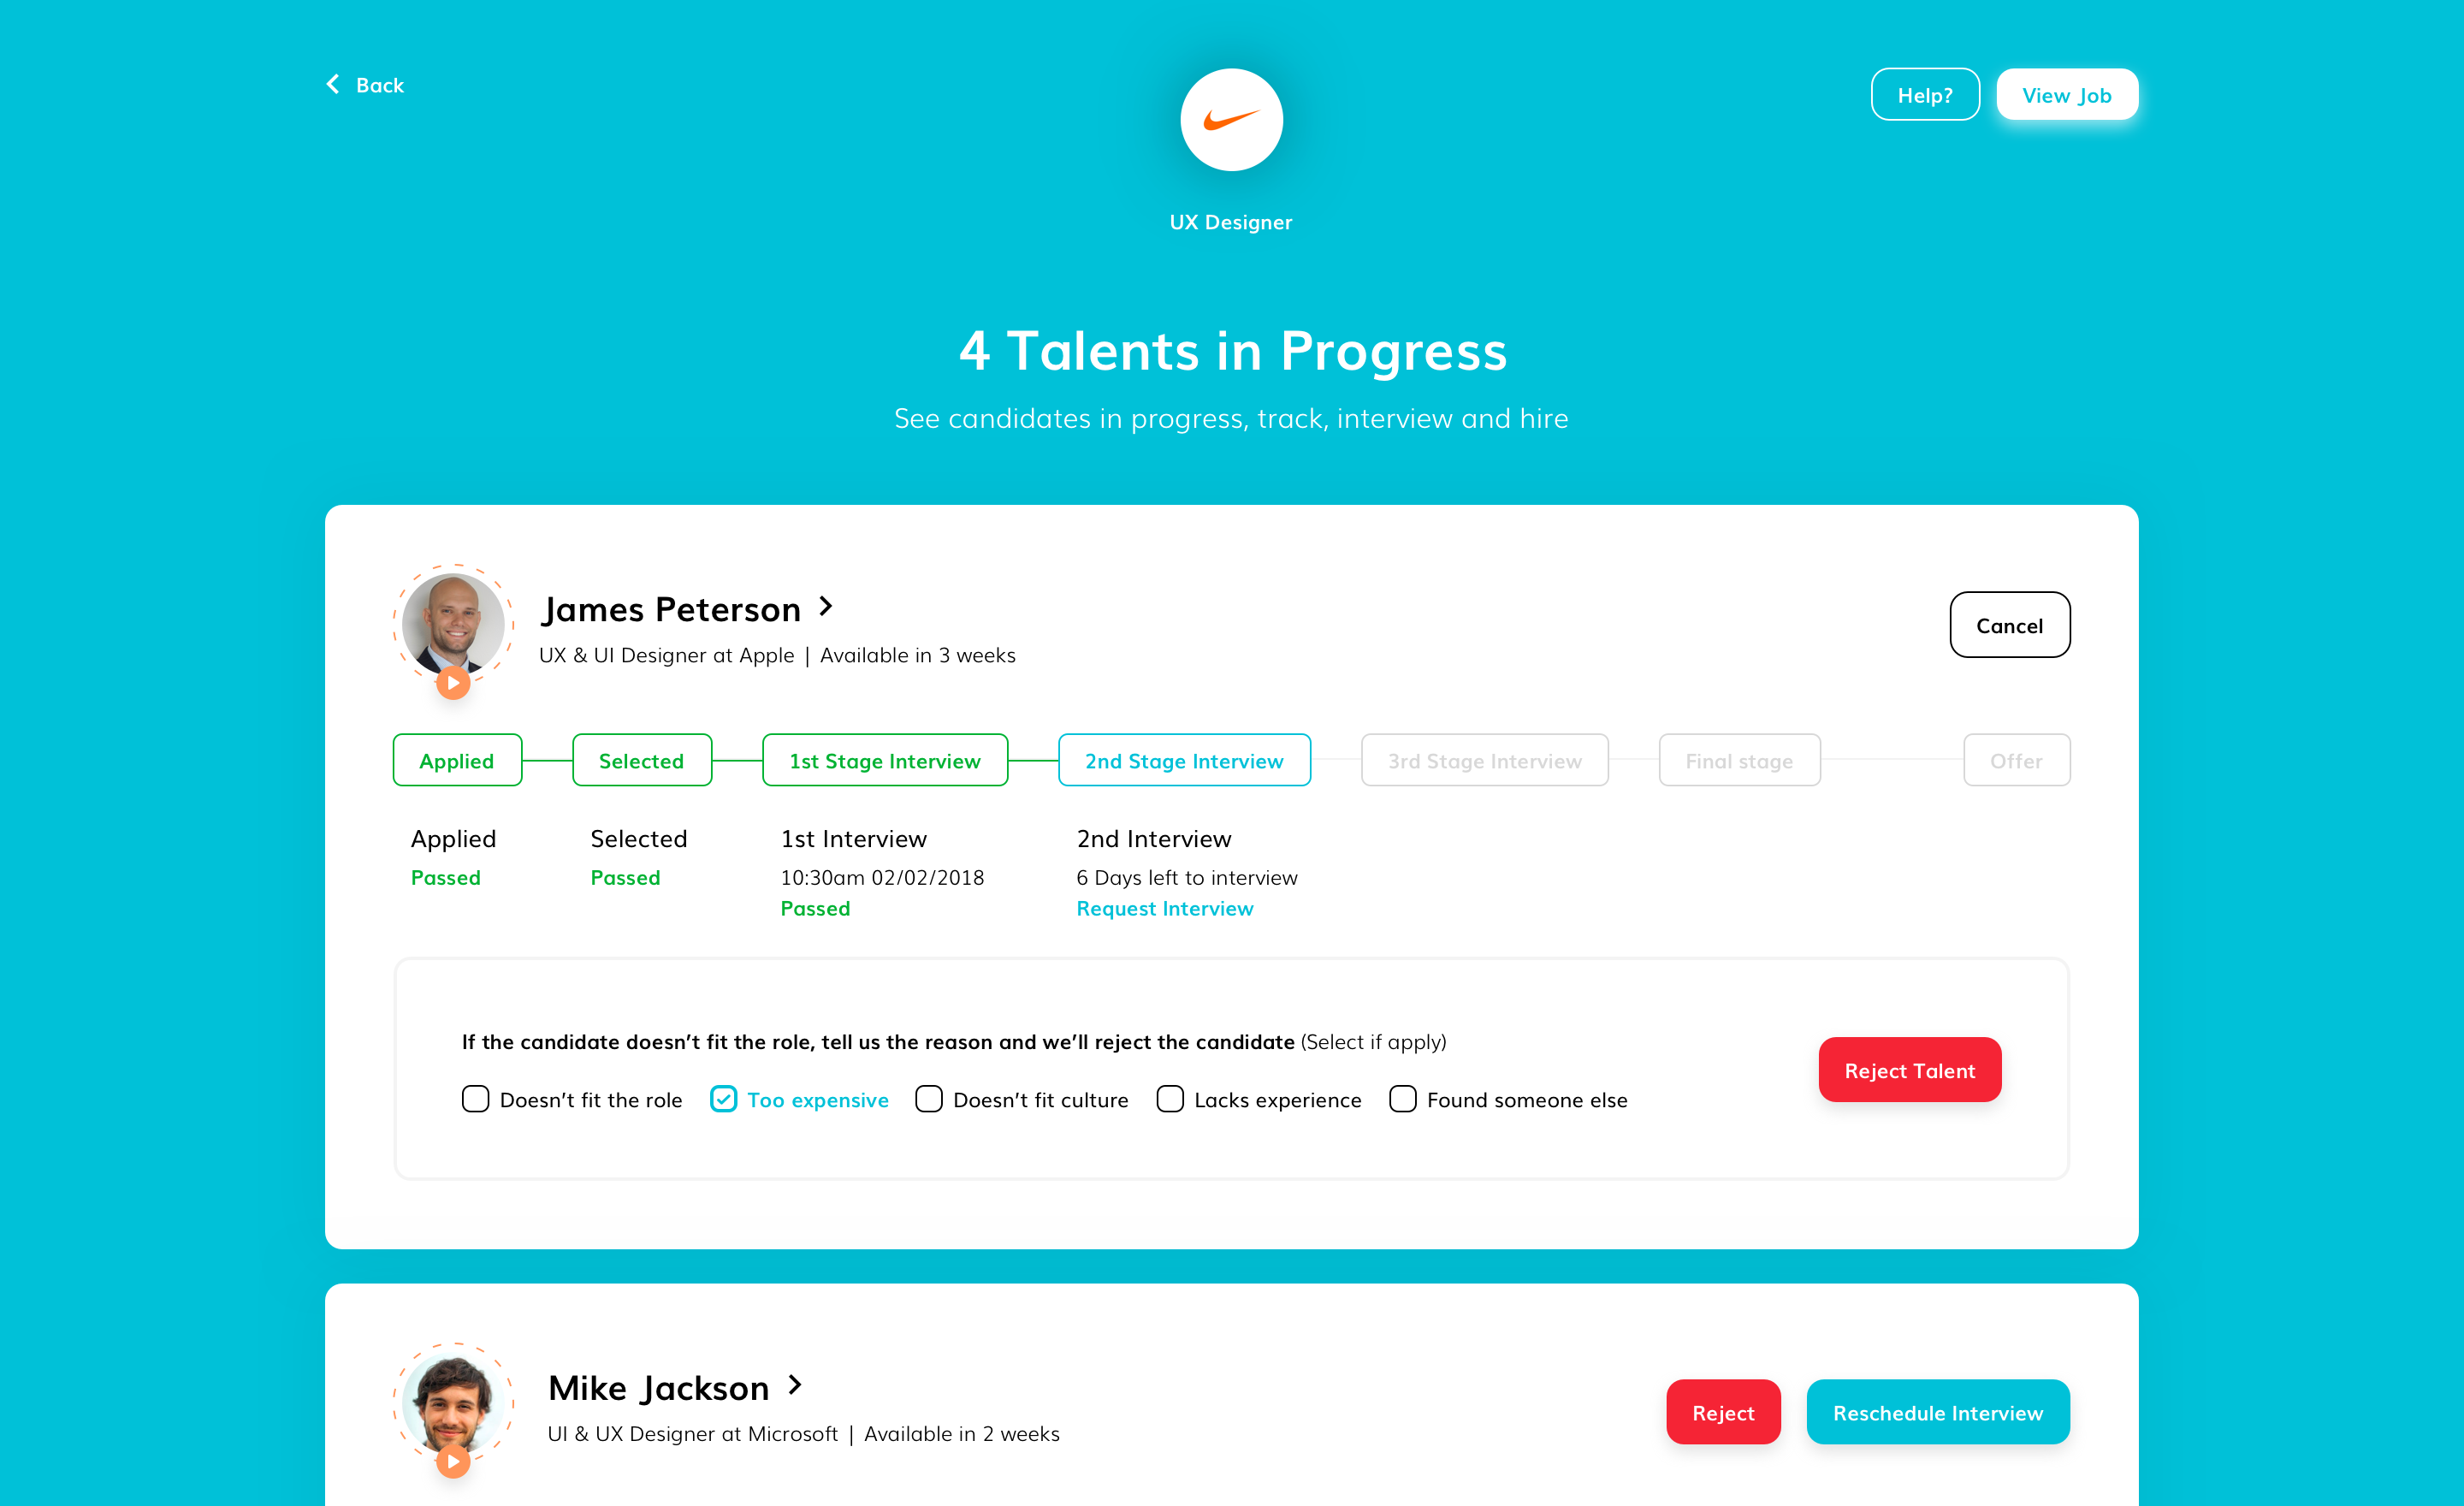 Back
Help?
View Job
UX Designer
4 Talents in Progress
See candidates in progress, track, interview and hire
James Peterson
UX & UI Designer at Apple | Available in 3 weeks
Cancel
Applied
Selected
1st Stage Interview
2nd Stage Interview
3rd Stage Interview
Final stage
Offer
Applied
Passed
Selected
Passed
1st Interview
10:30am 02/02/2018
Passed
2nd Interview
6 Days left to interview
Request Interview
If the candidate doesn’t fit the role, tell us the reason and we’ll reject the candidate (Select if apply)
Doesn’t fit the role
Too expensive
Doesn’t fit culture
Lacks experience
Found someone else
Reject Talent
Mike Jackson
UI & UX Designer at Microsoft | Available in 2 weeks
Reject
Reschedule Interview